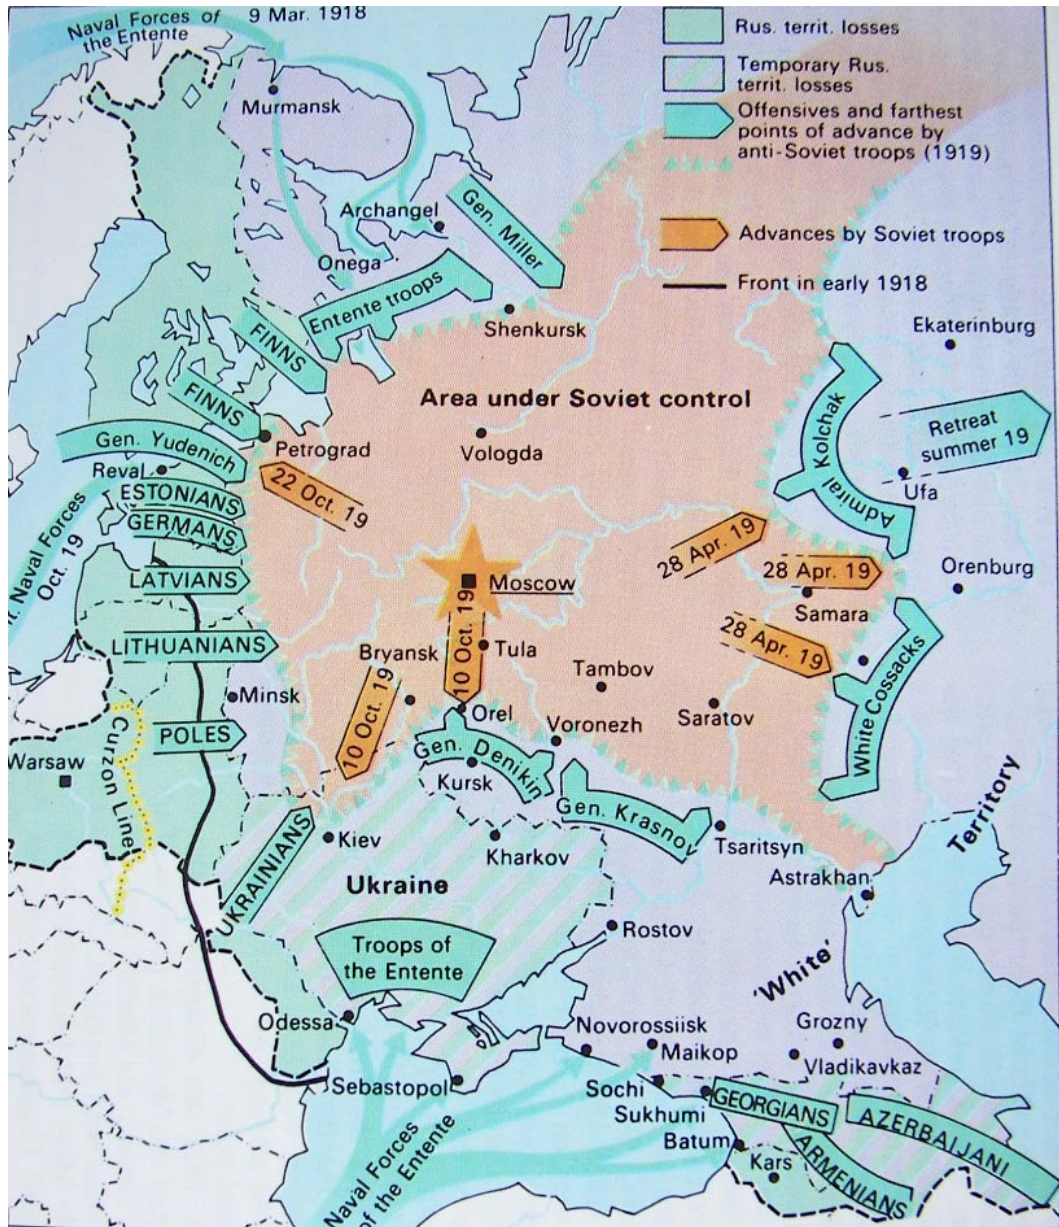 Naval Forces of
the Entente
9 Mar. 1918
Rus. territ. losses
Temporary Rus.
territ. losses
Offensives and farthest
points of advance by
anti-Soviet troops (1919)
Advances by Soviet troops
Front in early 1918
Murmansk
Archangel
Onega
Gen. Miller
Entente troops
Shenkursk
FINNS
FINNS
Ekaterinburg
Area under Soviet control
Admiral Kolchak
Retreat
summer 19
Gen. Yudenich
Petrograd
Vologda
Reval
22 Oct. 19
Ufa
ESTONIANS
GERMANS
Naval Forces
Oct. 19
28 Apr. 19
LATVIANS
Moscow
28 Apr. 19
Orenburg
Samara
10 Oct. 19
28 Apr. 19
LITHUANIANS
Bryansk
Tula
Tambov
White Cossacks
Minsk
10 Oct. 19
Orel
Voronezh
Saratov
POLES
Curzon Line
Warsaw
Gen. Denikin
Kursk
Gen. Krasnov
Tsaritsyn
UKRAINIANS
Kiev
Kharkov
Astrakhan
Ukraine
'White' Territory
Rostov
Troops of
the Entente
Odessa
Novorossiisk
Grozny
Maikop
Vladikavkaz
Sebastopol
Sochi
Sukhumi
GEORGIANS
AZERBAIJANI
Batum
Kars
ARMENIANS
Naval Forces
of the Entente